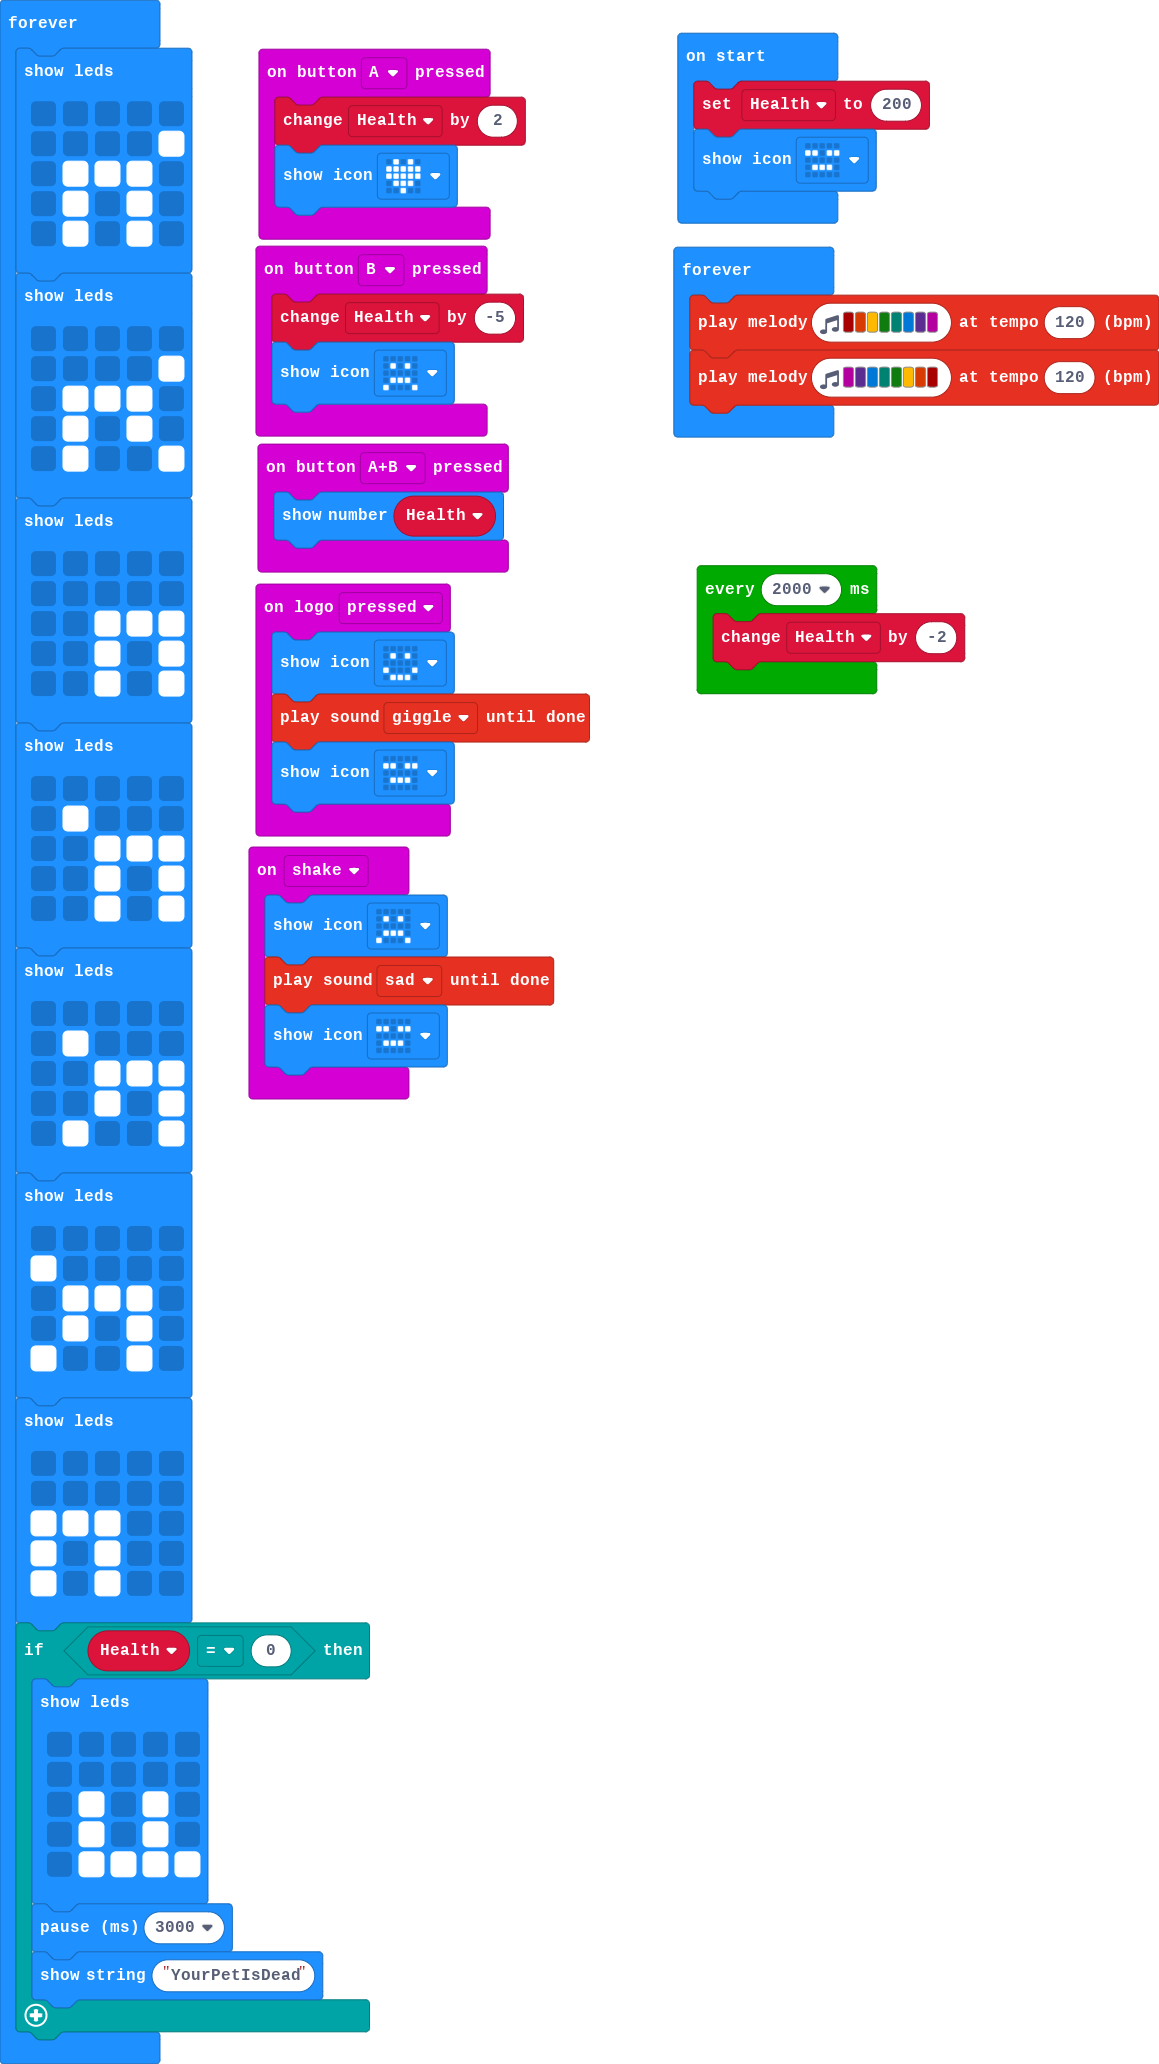 forever
show leds
show leds
show leds
show leds
show leds
show leds
show leds
if Health = 0 then
show leds
pause (ms) 3000
show string "YourPetIsDead"
on button A pressed
change Health by 2
show icon
on button B pressed
change Health by -5
show icon
on button A+B pressed
show number Health
on logo pressed
show icon
play sound giggle until done
show icon
on shake
show icon
play sound sad until done
show icon
on start
set Health to 200
show icon
forever
play melody at tempo 120 (bpm)
play melody at tempo 120 (bpm)
every 2000 ms
change Health by -2